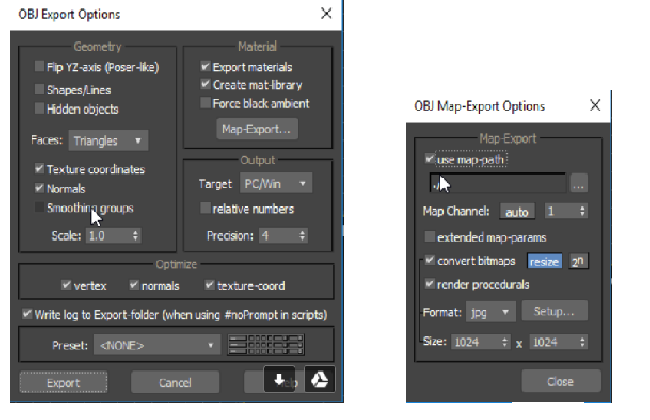 OBJ Export Options
Geometry
Flip YZ-axis (Poser-like)
Shapes/Lines
Hidden objects
Faces: Triangles
Texture coordinates
Normals
Smoothing groups
Scale: 1.0
Material
Export materials
Create mat-library
Force black ambient
Map-Export...
Output
Target PC/Win
relative numbers
Precision: 4
Optimize
vertex normals texture-coord
Write log to Export-folder (when using #noPrompt in scripts)
Preset: <NONE>
Export Cancel
OBJ Map-Export Options
Map-Export
use map-path
...
Map Channel: auto 1
extended map-params
convert bitmaps resize 2n
render procedurals
Format: jpg Setup...
Size: 1024 x 1024
Close